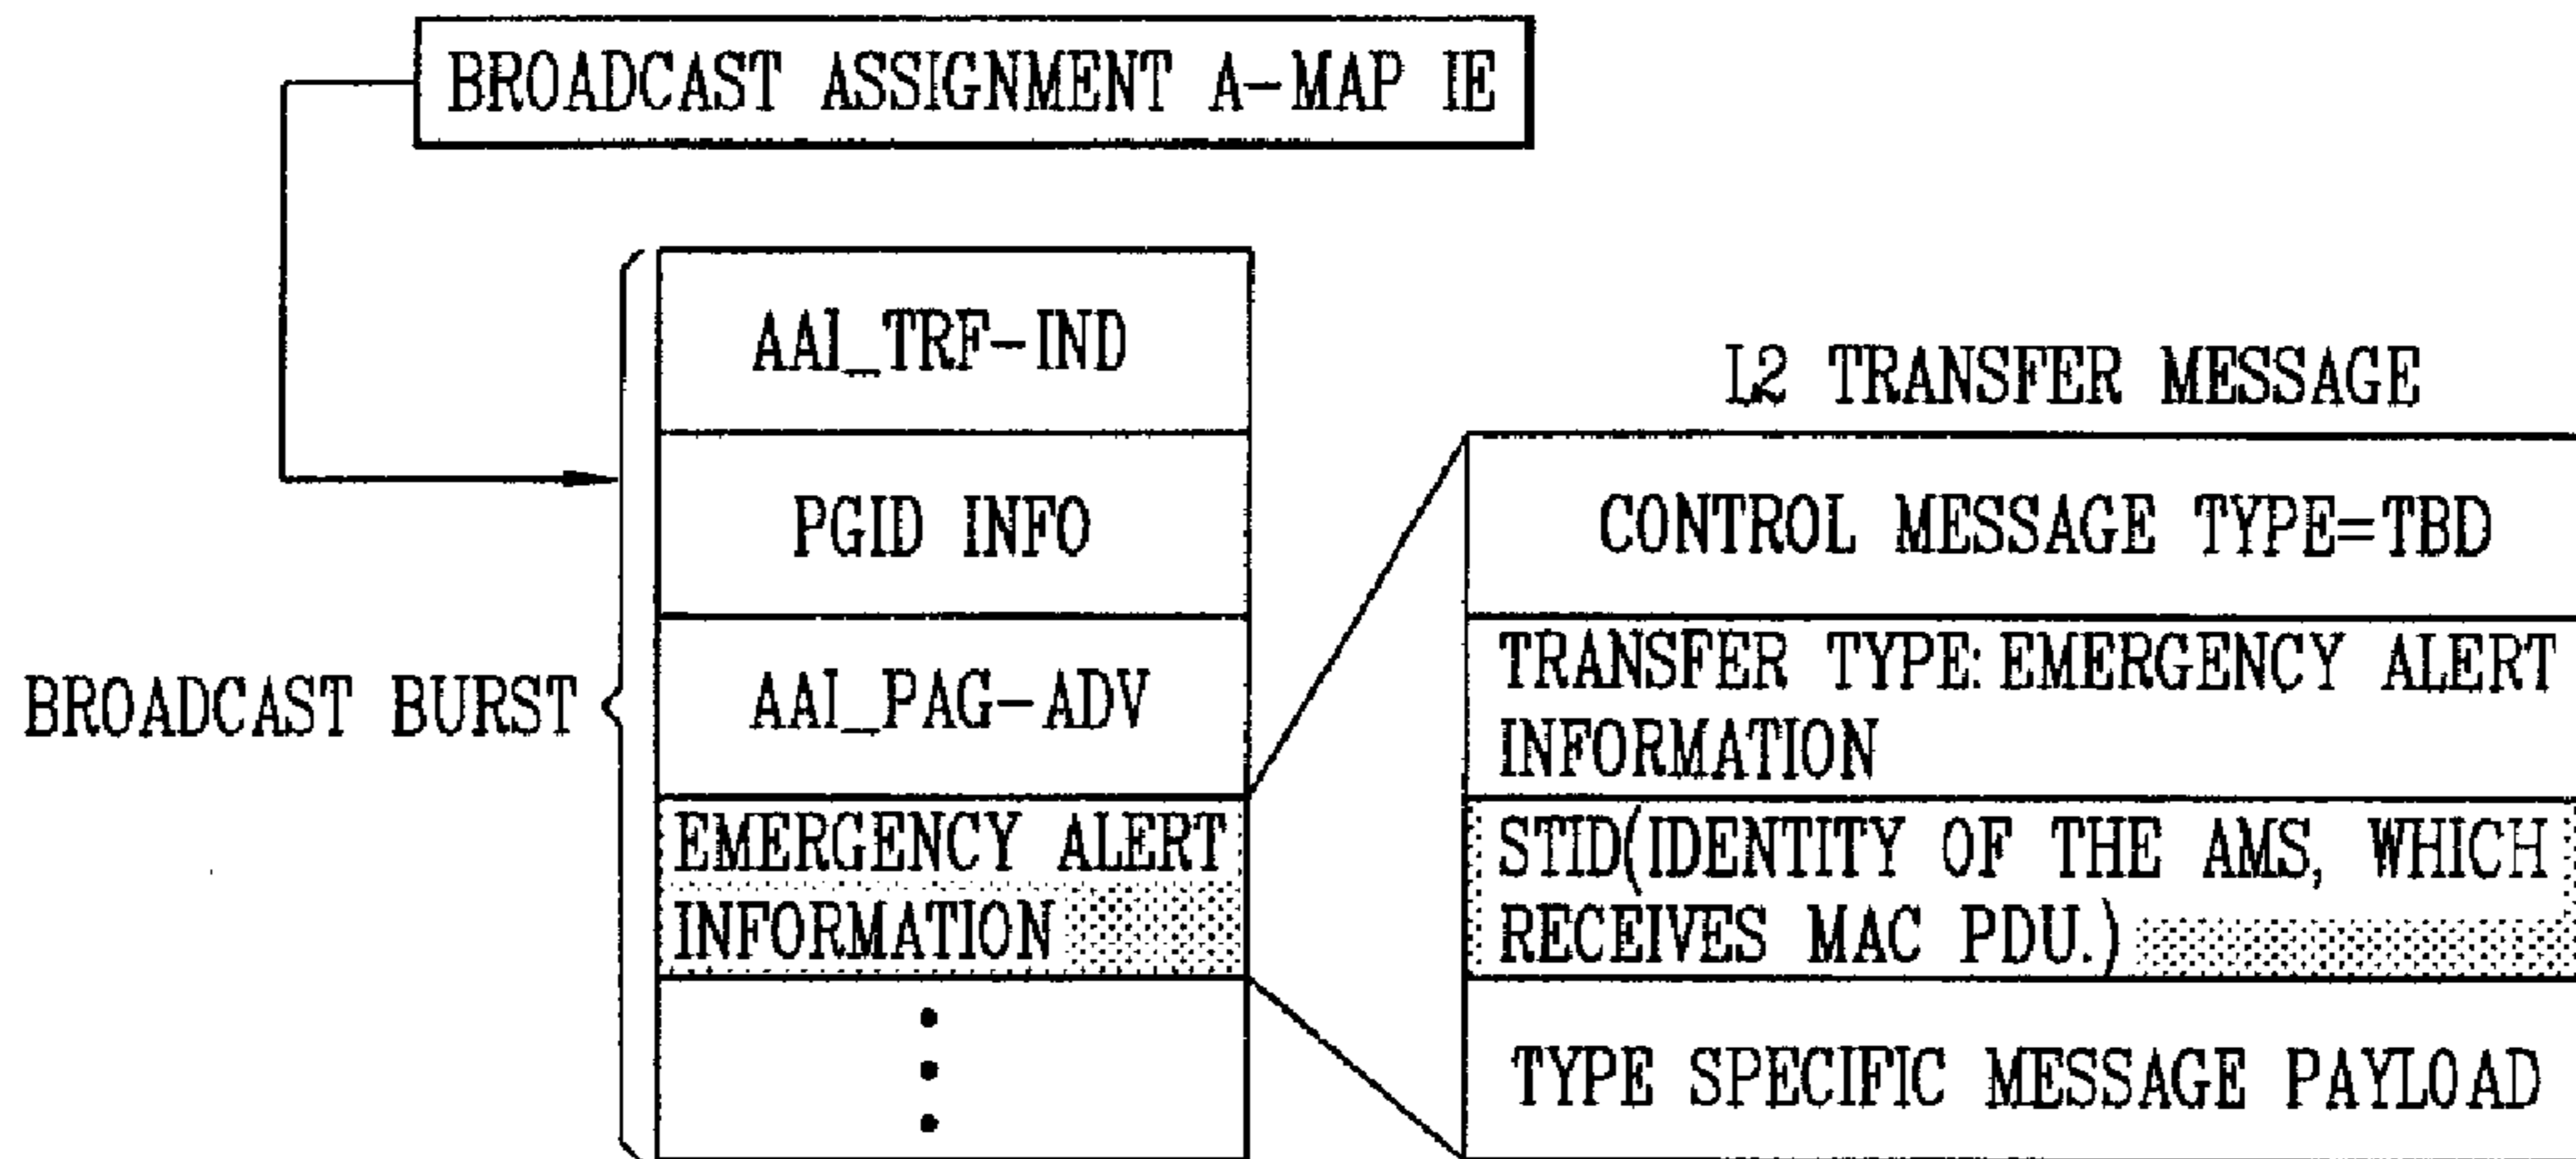 BROADCAST ASSIGNMENT A-MAP IE
AAI_TRF-IND
PGID INFO
AAI_PAG-ADV
EMERGENCY ALERT
INFORMATION
BROADCAST BURST
L2 TRANSFER MESSAGE
CONTROL MESSAGE TYPE=TBD
TRANSFER TYPE: EMERGENCY ALERT
INFORMATION
STID(IDENTITY OF THE AMS, WHICH
RECEIVES MAC PDU.)
TYPE SPECIFIC MESSAGE PAYLOAD